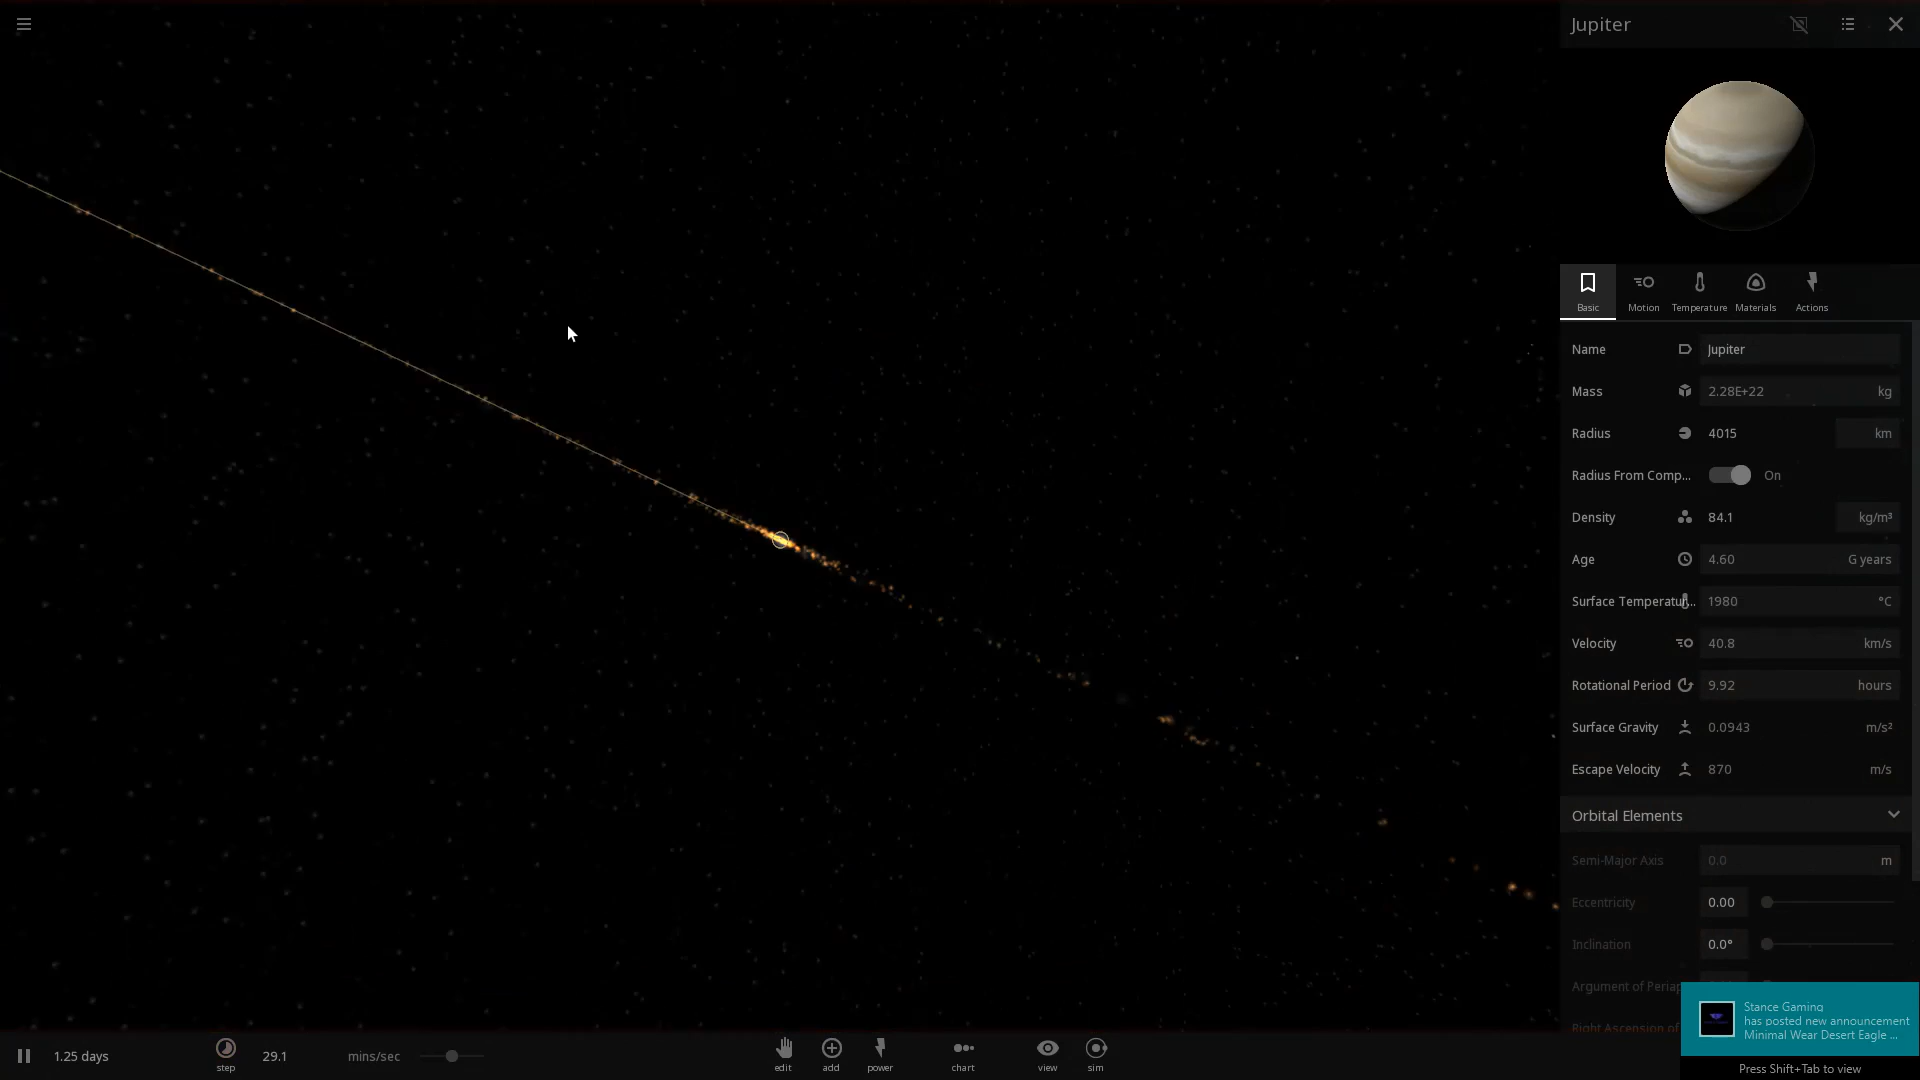 Jupiter
Basic
Motion
Temperature
Materials
Actions
Name Jupiter
Mass 2.28E+22 kg
Radius 4015 km
Radius From Comp... On
Density 84.1 kg/m³
Age 4.60 G years
Surface Temperatur... 1980 °C
Velocity 40.8 km/s
Rotational Period 9.92 hours
Surface Gravity 0.0943 m/s²
Escape Velocity 870 m/s
Orbital Elements
Semi-Major Axis 0.0 m
Eccentricity 0.00
Inclination 0.0°
Argument of Periap
Right Ascension of
Stance Gaming
has posted new announcement
Minimal Wear Desert Eagle ...
Press Shift+Tab to view
1.25 days
step
29.1 mins/sec
edit
add
power
chart
view
sim